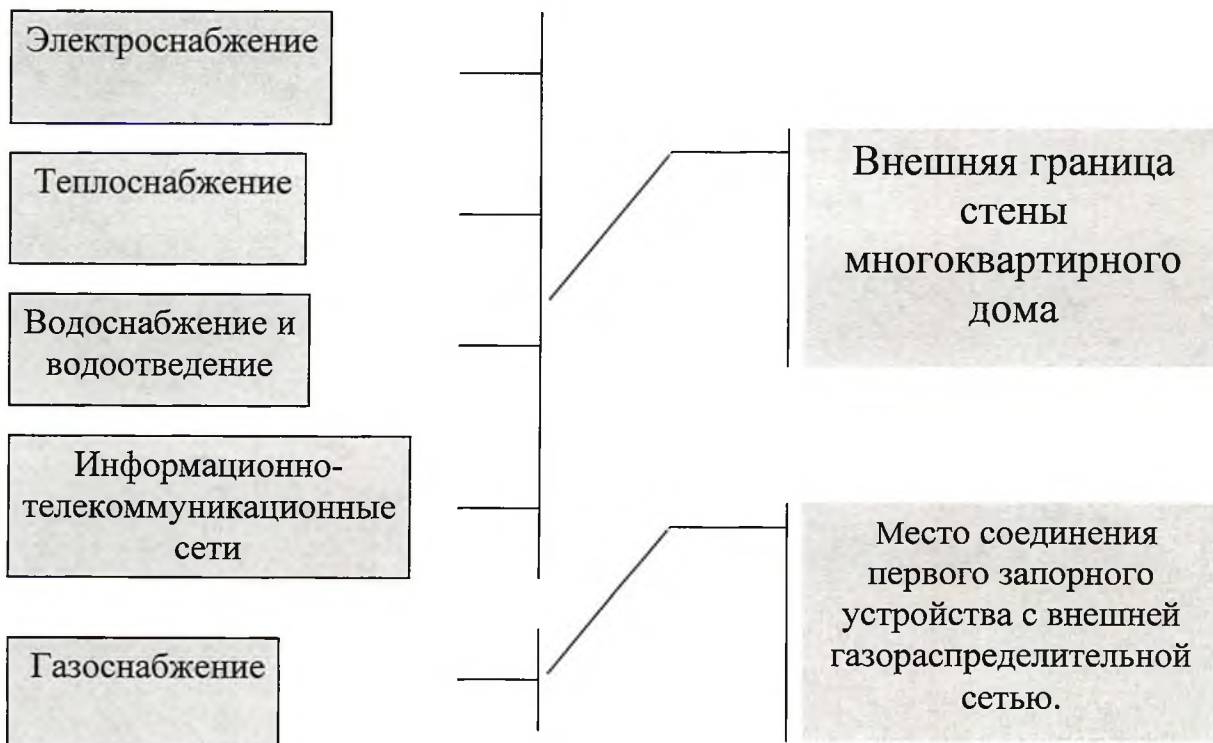 Электроснабжение
Теплоснабжение
Водоснабжение и
водоотведение
Информационно-
телекоммуникационные
сети
Газоснабжение
Внешняя граница
стены
многоквартирного
дома
Место соединения
первого запорного
устройства с внешней
газораспределительной
сетью.